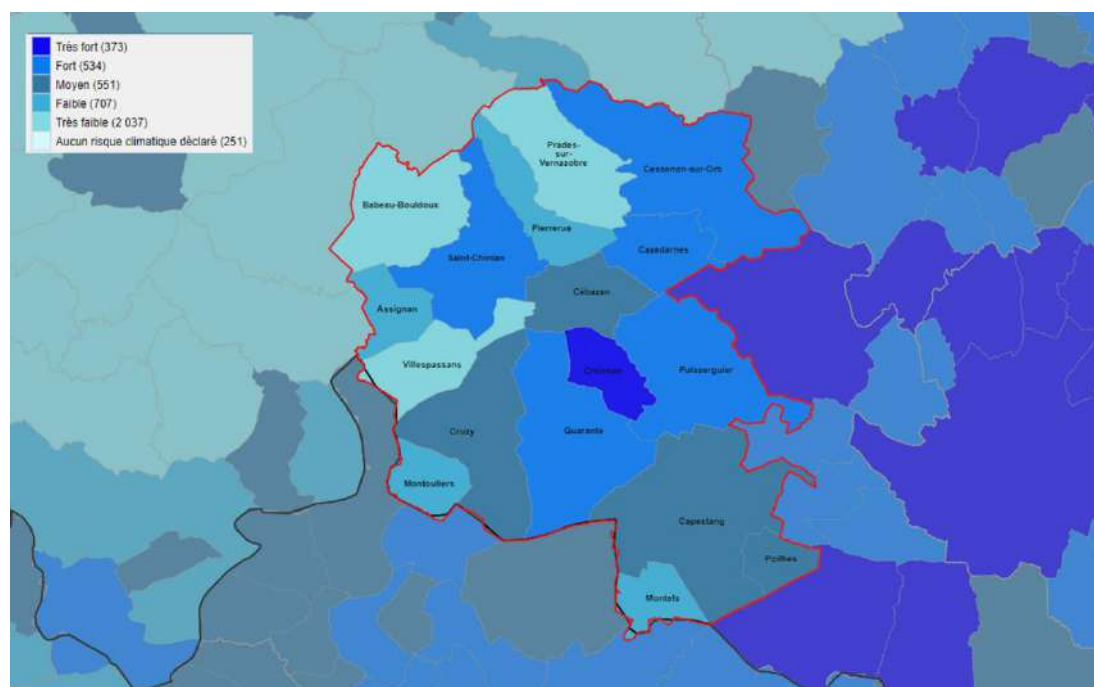 Très fort (373)
Fort (534)
Moyen (551)
Faible (707)
Très faible (2 037)
Aucun risque climatique déclaré (251)
Prades-
sur-
Vernazobre
Cessenon-sur-Orb
Babeau-Bouldoux
Pierrerue
Saint-Chinian
Cazedarnes
Cébazan
Assignan
Villespassans
Creissan
Puisserguier
Cruzy
Quarante
Montouliers
Capestang
Poilhes
Montels